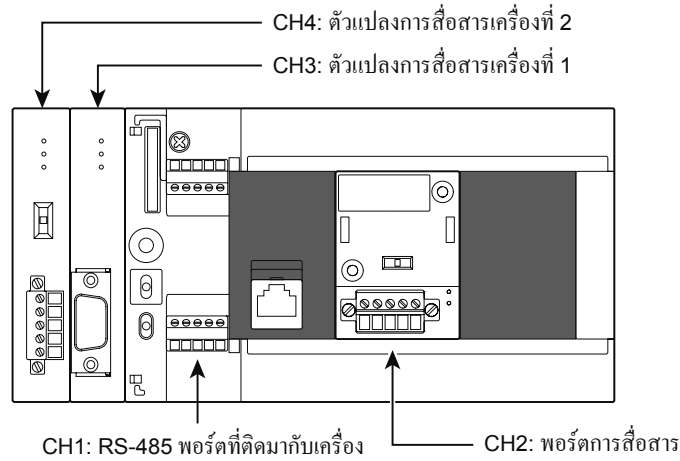 CH4: ตัวแปลงการสื่อสารเครื่องที่ 2
CH3: ตัวแปลงการสื่อสารเครื่องที่ 1
CH1: RS-485 พอร์ตที่ติดมากับเครื่อง
CH2: พอร์ตการสื่อสาร